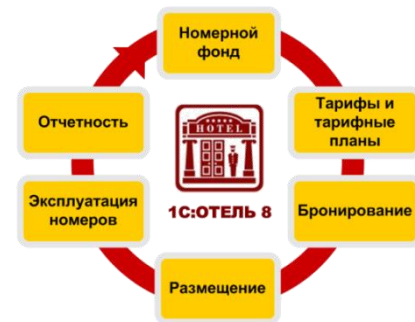 Номерной
фонд
Тарифы и
тарифные
планы
Бронирование
Размещение
Эксплуатация
номеров
Отчетность
HOTEL
1С:ОТЕЛЬ 8